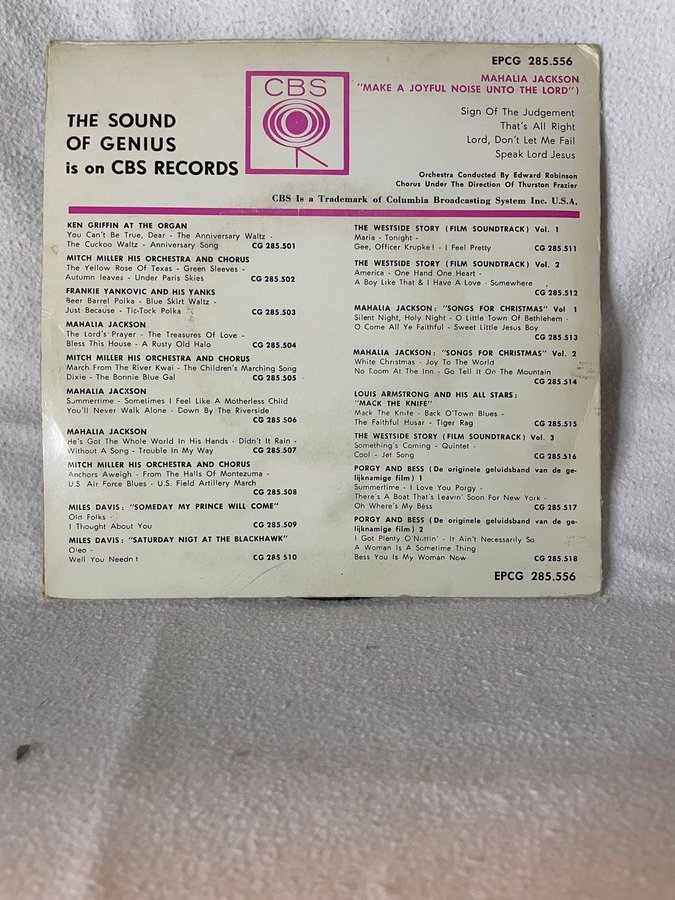 EPCG 285.556
MAHALIA JACKSON
"MAKE A JOYFUL NOISE UNTO THE LORD")
Sign Of The Judgement
That's All Right
Lord, Don't Let Me Fail
Speak Lord Jesus
Orchestra Conducted By Edward Robinson
Chorus Under The Direction Of Thurston Frazier
CBS
THE SOUND
OF GENIUS
is on CBS RECORDS
CBS Is a Trademark of Columbia Broadcasting System Inc. U.S.A.
KEN GRIFFIN AT THE ORGAN
You Can't Be True, Dear - The Anniversary Waltz -
The Cuckoo Waltz - Anniversary Song CG 285.501
MITCH MILLER HIS ORCHESTRA AND CHORUS
The Yellow Rose Of Texas - Green Sleeves -
Autumn leaves - Under Paris Skies CG 285.502
FRANKIE YANKOVIC AND HIS YANKS
Beer Barrel Polka - Blue Skirt Waltz -
Just Because - Tic-Tock Polka CG 285.503
MAHALIA JACKSON
The Lord's Prayer - The Treasures Of Love -
Bless This House - A Rusty Old Halo CG 285.504
MITCH MILLER HIS ORCHESTRA AND CHORUS
March From The River Kwai - The Children's Marching Song
Dixie - The Bonnie Blue Gal CG 285.505
MAHALIA JACKSON
Summertime - Sometimes I Feel Like A Motherless Child
You'll Never Walk Alone - Down By The Riverside
CG 285 506
MAHALIA JACKSON
He's Got The Whole World In His Hands - Didn't It Rain -
Without A Song - Trouble In My Way CG 285.507
MITCH MILLER HIS ORCHESTRA AND CHORUS
Anchors Aweigh - From The Halls Of Montezuma -
U.S Air Force Blues - U.S. Field Artillery March
CG 285.508
MILES DAVIS: "SOMEDAY MY PRINCE WILL COME"
Old Folks -
I Thought About You CG 285.509
MILES DAVIS: "SATURDAY NIGT AT THE BLACKHAWK"
Oleo -
Well You Needn t CG 285 510
THE WESTSIDE STORY (FILM SOUNDTRACK) Vol. 1
Maria - Tonight -
Gee, Officer Krupke! - I Feel Pretty CG 285.511
THE WESTSIDE STORY (FILM SOUNDTRACK) Vol. 2
America - One Hand One Heart -
A Boy Like That & I Have A Love - Somewhere
CG 285.512
MAHALIA JACKSON: "SONGS FOR CHRISTMAS" Vol 1
Silent Night, Holy Night - O Little Town Of Bethlehem -
O Come All Ye Faithful - Sweet Little Jesus Boy
CG 285.513
MAHALIA JACKSON: "SONGS FOR CHRISTMAS" Vol. 2
White Christmas - Joy To The World
No Room At The Inn - Go Tell It On The Mountain
CG 285.514
LOUIS ARMSTRONG AND HIS ALL STARS:
"MACK THE KNIFE"
Mack The Knife - Back O'Town Blues -
The Faithful Husar - Tiger Rag CG 285.515
THE WESTSIDE STORY (FILM SOUNDTRACK) Vol. 3
Something's Coming - Quintet -
Cool - Jet Song CG 285.516
PORGY AND BESS (De originele geluidsband van de ge-
lijknamige film) 1
Summertime - I Love You Porgy -
There's A Boat That's Leavin' Soon For New York -
Oh Where's My Bess CG 285.517
PORGY AND BESS (De originele geluidsband van de ge-
lijknamige film) 2
I Got Plenty O'Nuttin' - It Ain't Necessarily So
A Woman Is A Sometime Thing
Bess You Is My Woman Now CG 285.518
EPCG 285.556